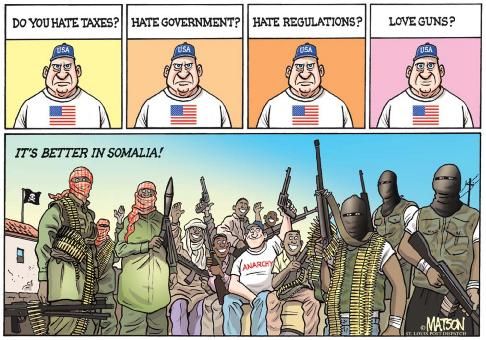 DO YOU HATE TAXES?
USA
HATE GOVERNMENT?
USA
HATE REGULATIONS?
USA
LOVE GUNS?
USA
IT'S BETTER IN SOMALIA!
ANARCHY
© MATSON
ST. LOUIS POST DISPATCH